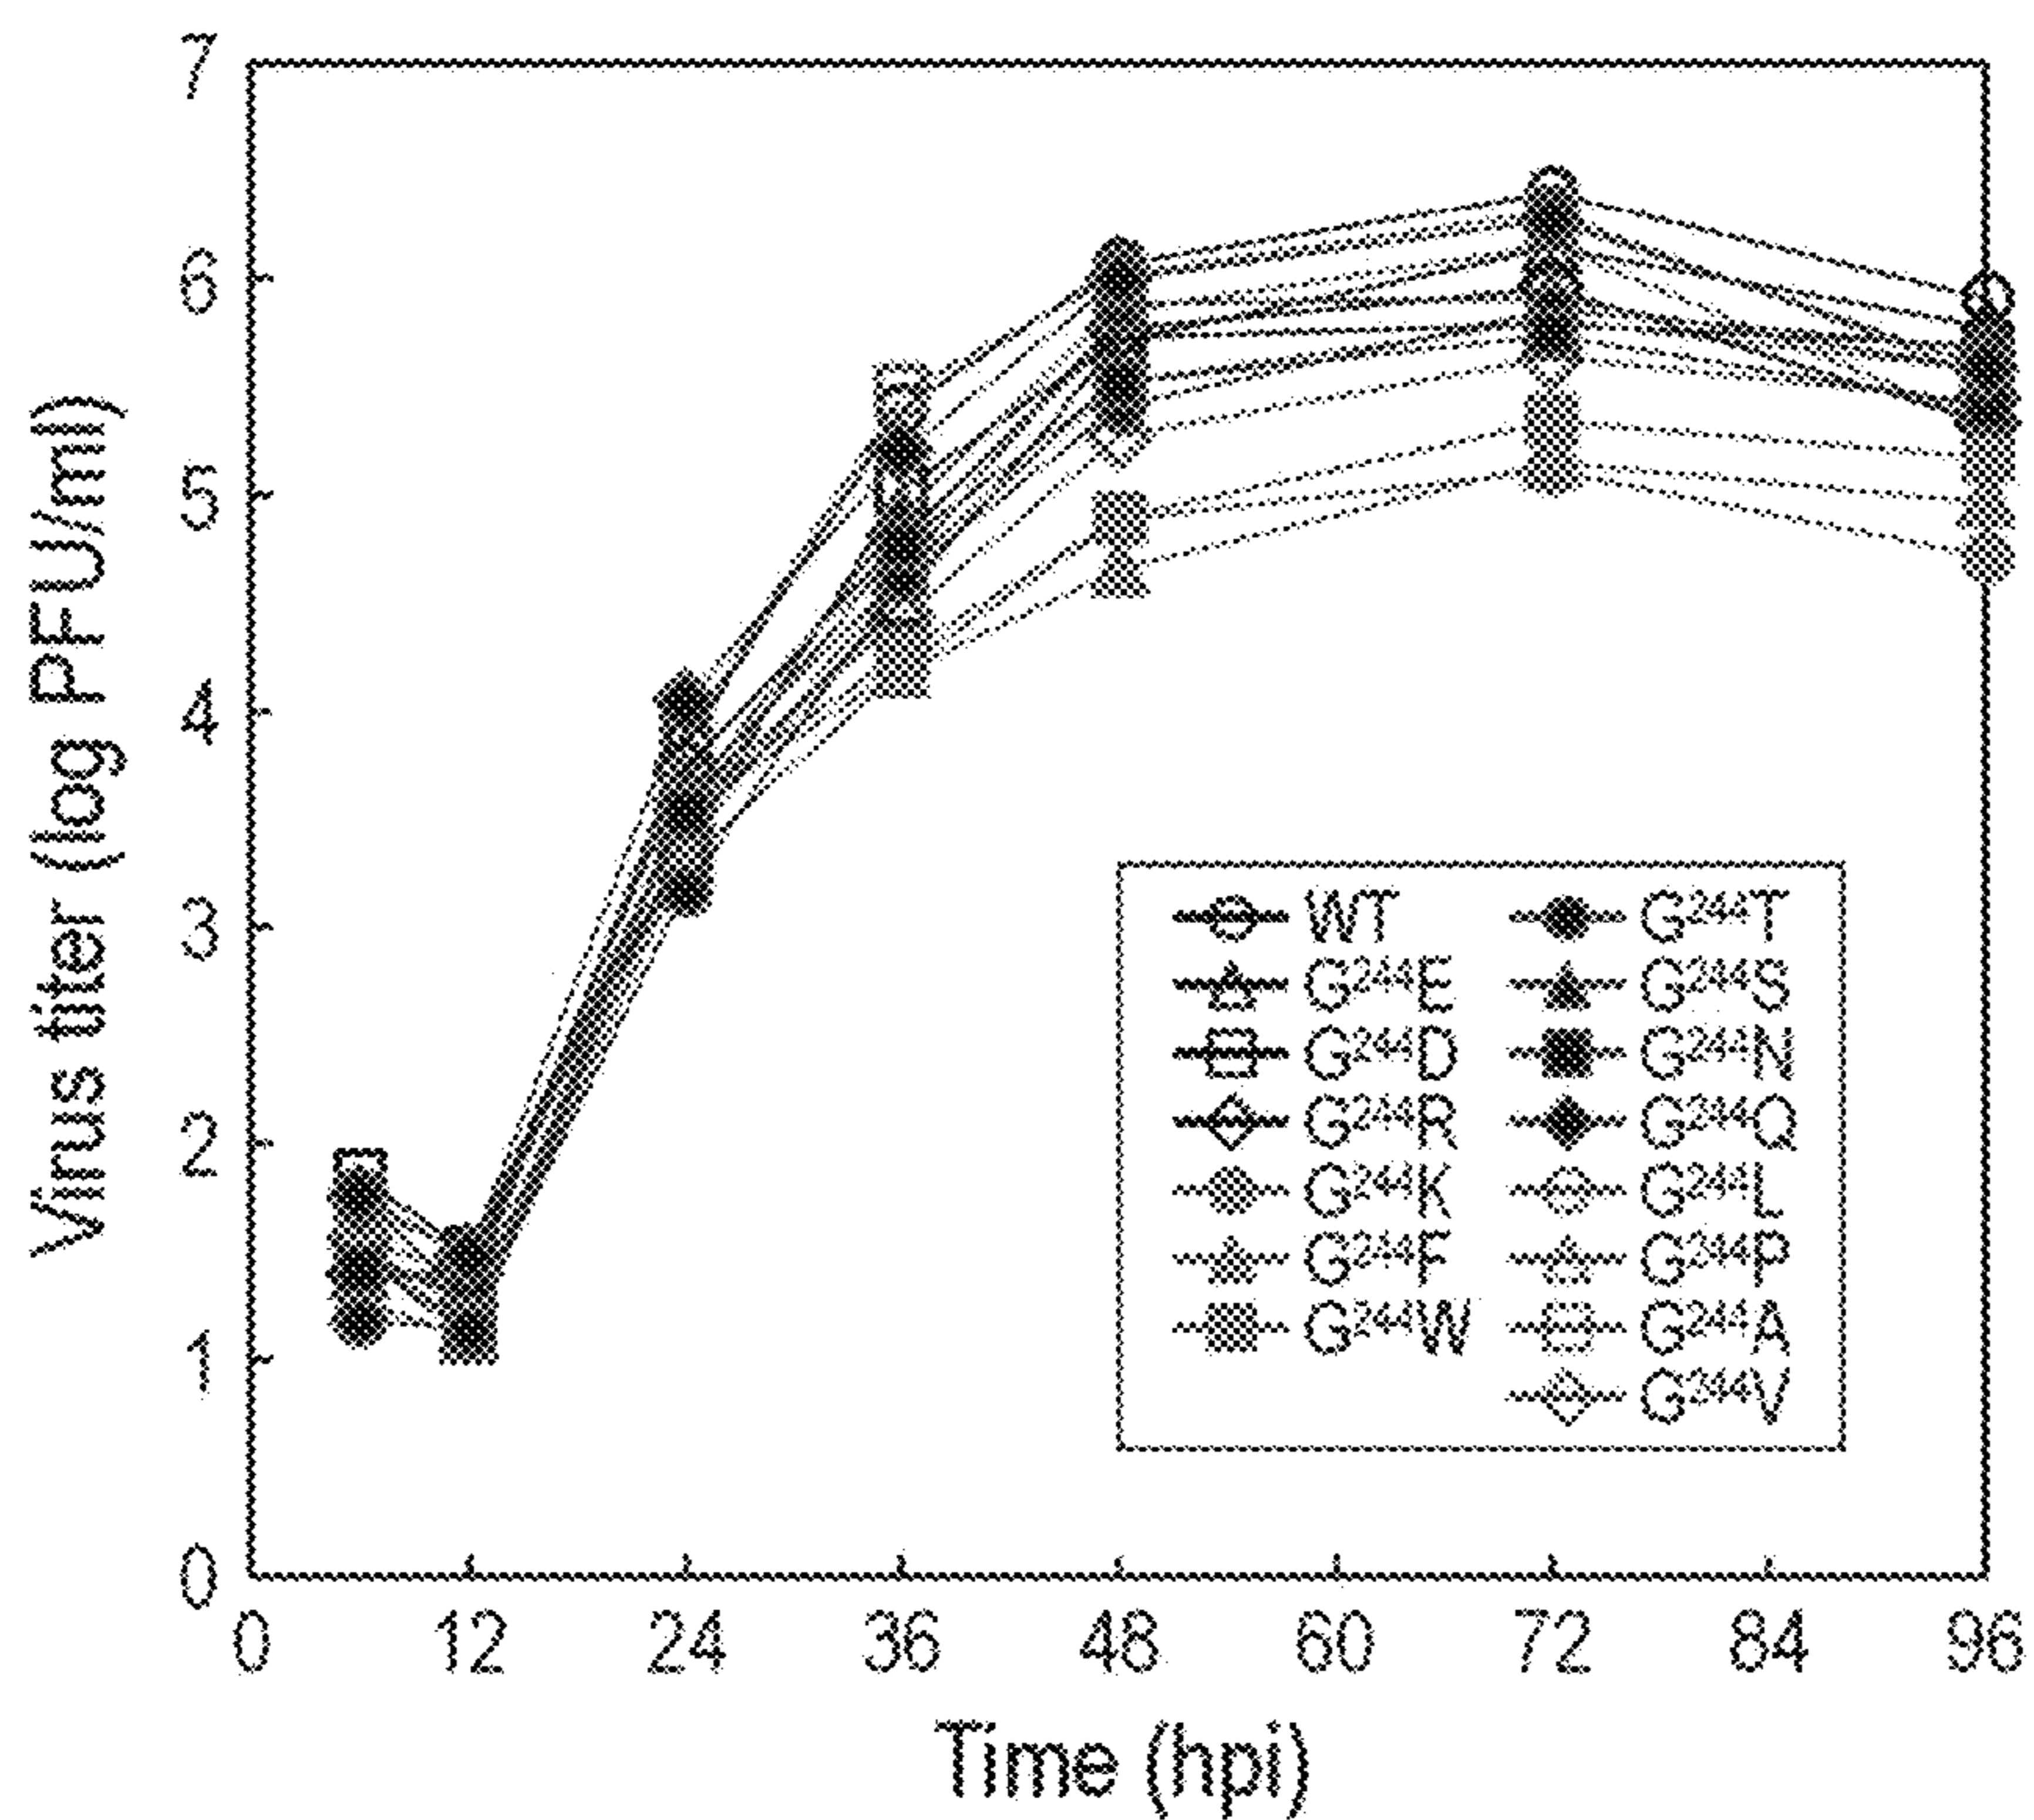 Virus titer (log PFU/ml)
7
6
5
4
3
2
1
0
WT G²⁴⁴T
G²⁴⁴E G²⁴⁴S
G²⁴⁴D G²⁴⁴N
G²⁴⁴R G²⁴⁴Q
G²⁴⁴K G²⁴⁴L
G²⁴⁴F G²⁴⁴P
G²⁴⁴W G²⁴⁴A
G²⁴⁴V
0 12 24 36 48 60 72 84 96
Time (hpi)